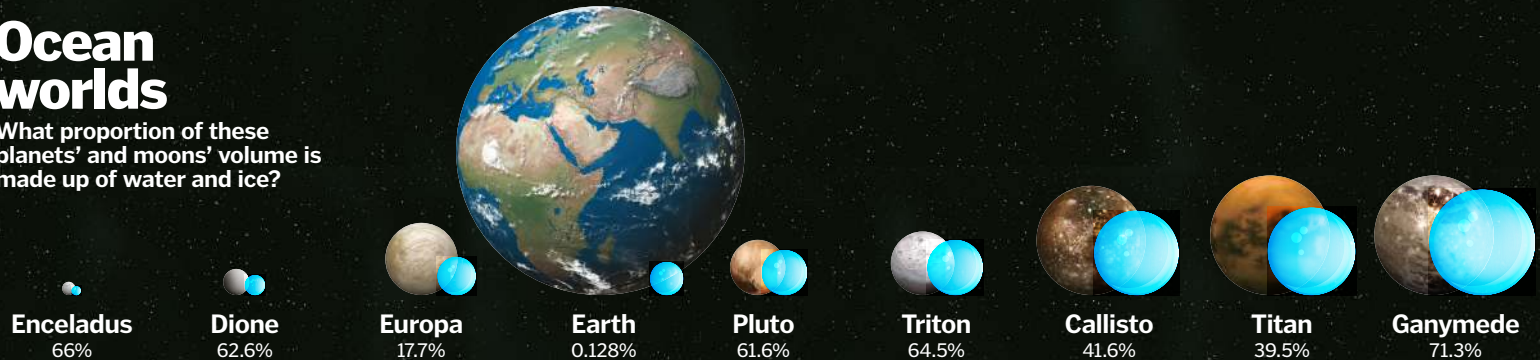 Ocean
worlds
What proportion of these
planets’ and moons’ volume is
made up of water and ice?
Enceladus
66%
Dione
62.6%
Europa
17.7%
Earth
0.128%
Pluto
61.6%
Triton
64.5%
Callisto
41.6%
Titan
39.5%
Ganymede
71.3%